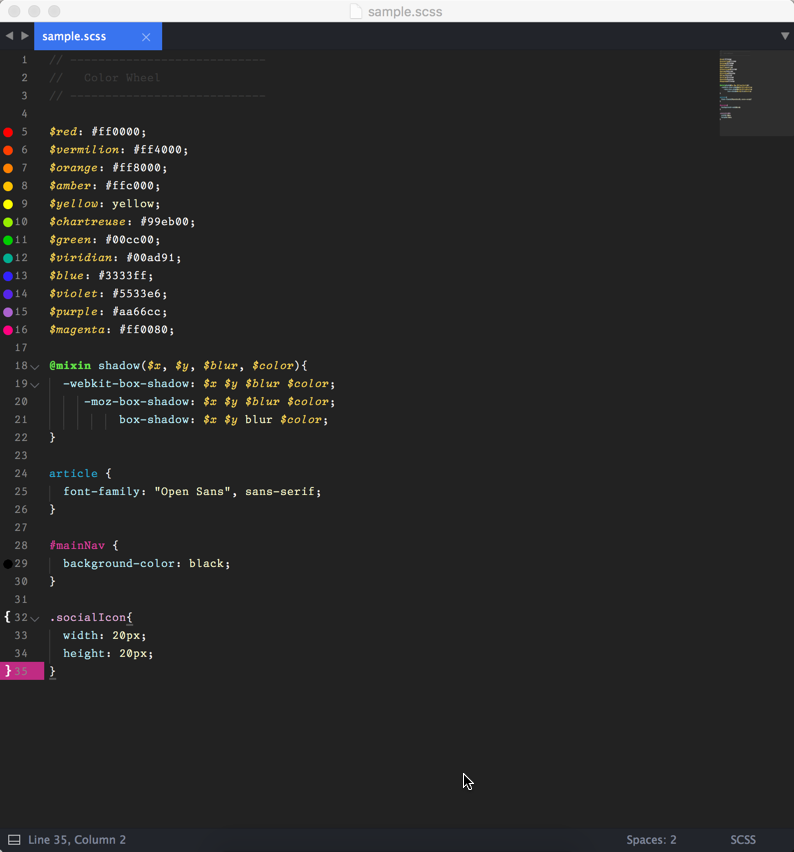 sample.scss
sample.scss
1 // ----------------------------
2 //   Color Wheel
3 // ----------------------------
4
5 $red: #ff0000;
6 $vermilion: #ff4000;
7 $orange: #ff8000;
8 $amber: #ffc000;
9 $yellow: yellow;
10 $chartreuse: #99eb00;
11 $green: #00cc00;
12 $viridian: #00ad91;
13 $blue: #3333ff;
14 $violet: #5533e6;
15 $purple: #aa66cc;
16 $magenta: #ff0080;
17
18 @mixin shadow($x, $y, $blur, $color){
19   -webkit-box-shadow: $x $y $blur $color;
20      -moz-box-shadow: $x $y $blur $color;
21           box-shadow: $x $y blur $color;
22 }
23
24 article {
25   font-family: "Open Sans", sans-serif;
26 }
27
28 #mainNav {
29   background-color: black;
30 }
31
{ 32 .socialIcon{
33   width: 20px;
34   height: 20px;
} 35 }
Line 35, Column 2 Spaces: 2 SCSS